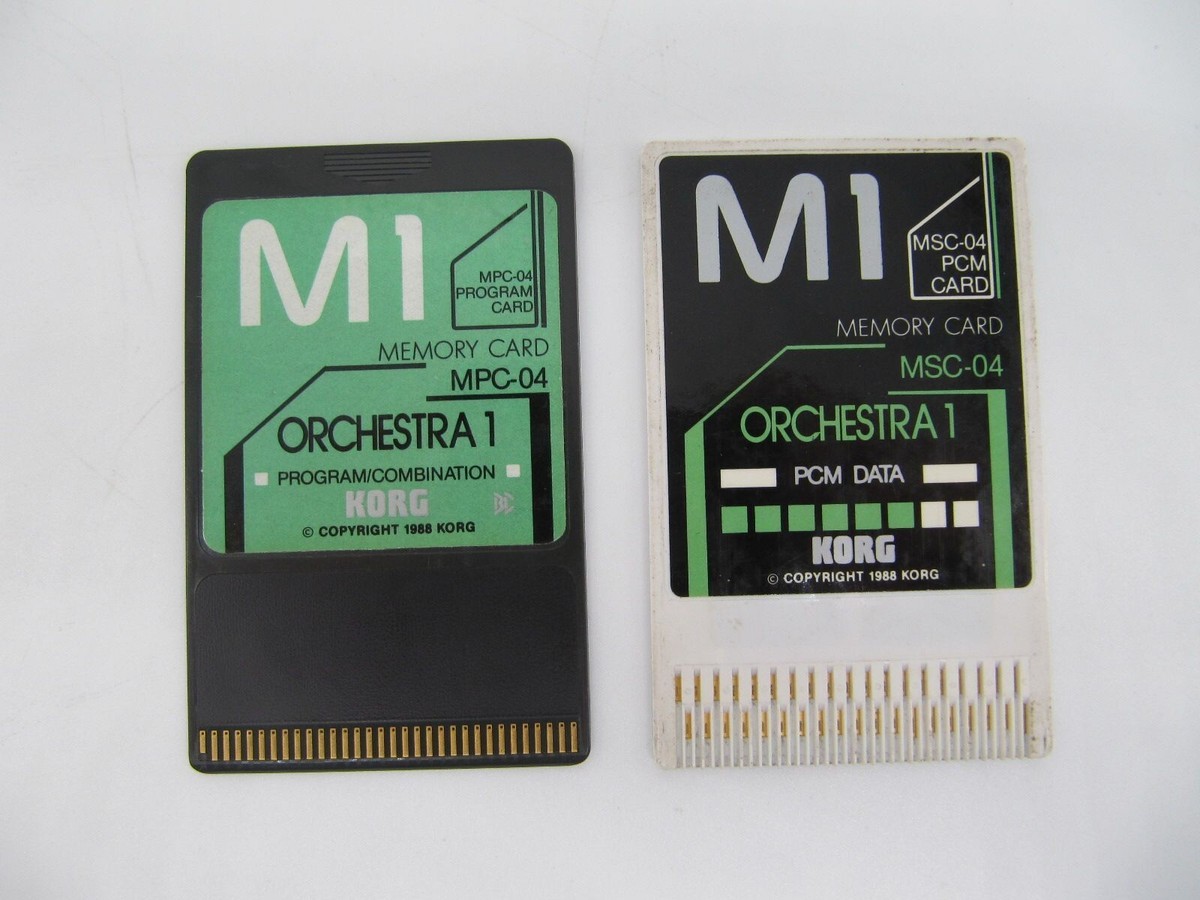 M1
MPC-04
PROGRAM
CARD
MEMORY CARD
MPC-04
ORCHESTRA 1
PROGRAM/COMBINATION
KORG
© COPYRIGHT 1988 KORG
M1
MSC-04
PCM
CARD
MEMORY CARD
MSC-04
ORCHESTRA 1
PCM DATA
KORG
© COPYRIGHT 1988 KORG